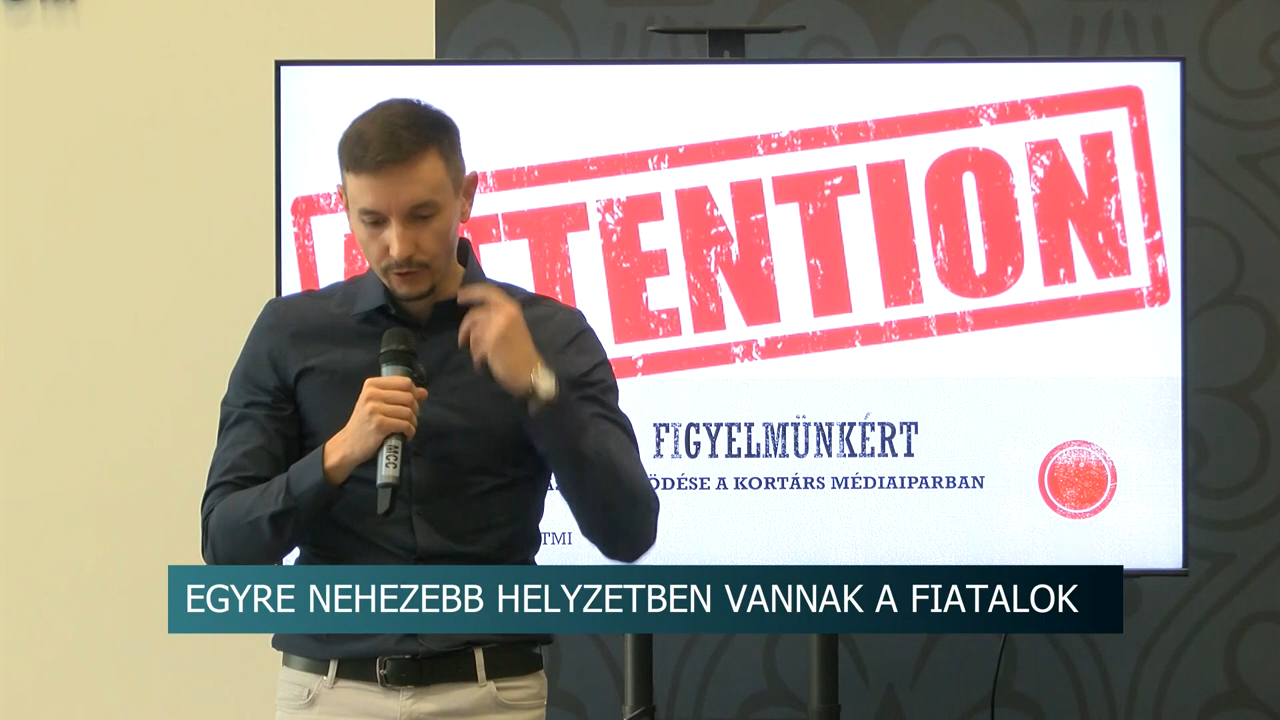 TENTION
FIGYELMÜNKÉRT
ÖDÉSE A KORTÁRS MÉDIAIPARBAN
TMI
MCC
EGYRE NEHEZEBB HELYZETBEN VANNAK A FIATALOK